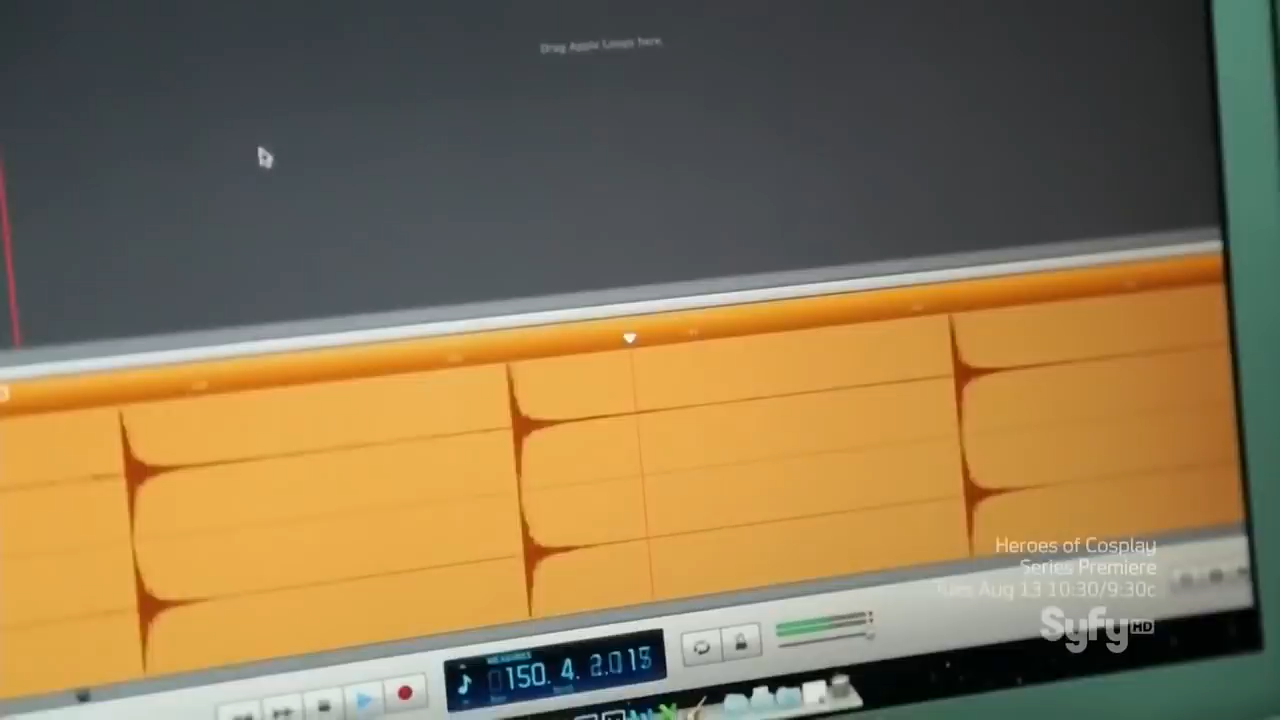 Drag Apple Loops here.
Heroes of Cosplay
Series Premiere
Tues Aug 13 10:30/9:30c
Syfy HD
MEASURES
150. 4. 2.015